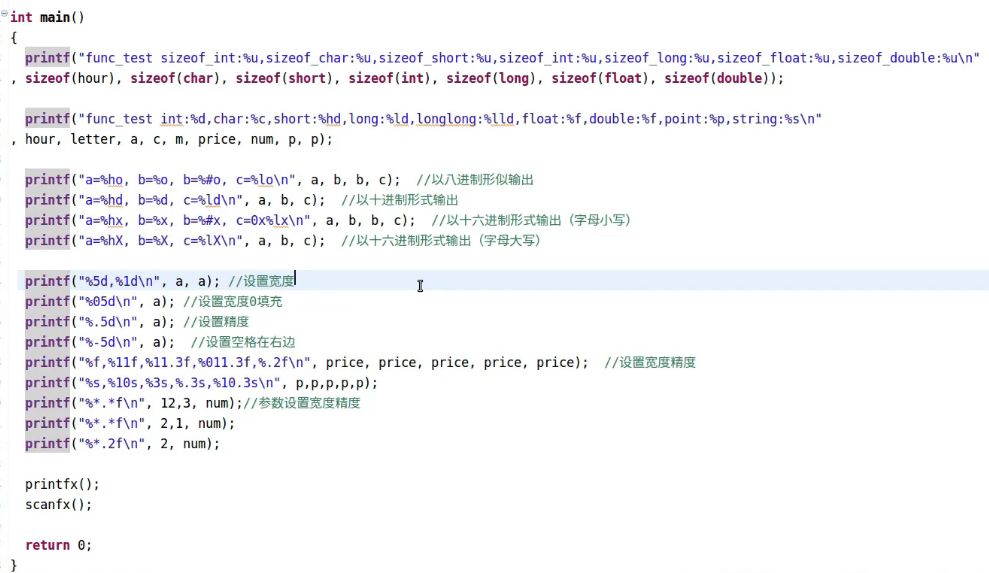 int main()
{
printf("func_test sizeof_int:%u,sizeof_char:%u,sizeof_short:%u,sizeof_int:%u,sizeof_long:%u,sizeof_float:%u,sizeof_double:%u\n"
, sizeof(hour), sizeof(char), sizeof(short), sizeof(int), sizeof(long), sizeof(float), sizeof(double));
printf("func_test int:%d,char:%c,short:%hd,long:%ld,longlong:%lld,float:%f,double:%f,point:%p,string:%s\n"
, hour, letter, a, c, m, price, num, p, p);
printf("a=%ho, b=%o, b=%#o, c=%lo\n", a, b, b, c);  //以八进制形似输出
printf("a=%hd, b=%d, c=%ld\n", a, b, c);  //以十进制形式输出
printf("a=%hx, b=%x, b=%#x, c=0x%lx\n", a, b, b, c);  //以十六进制形式输出（字母小写）
printf("a=%hX, b=%X, c=%lX\n", a, b, c);  //以十六进制形式输出（字母大写）
printf("%5d,%1d\n", a, a); //设置宽度
printf("%05d\n", a); //设置宽度0填充
printf("%.5d\n", a); //设置精度
printf("%-5d\n", a);  //设置空格在右边
printf("%f,%11f,%11.3f,%011.3f,%.2f\n", price, price, price, price, price);  //设置宽度精度
printf("%s,%10s,%3s,%.3s,%10.3s\n", p,p,p,p,p);
printf("%*.*f\n", 12,3, num);//参数设置宽度精度
printf("%*.*f\n", 2,1, num);
printf("%*.2f\n", 2, num);
printfx();
scanfx();
return 0;
}